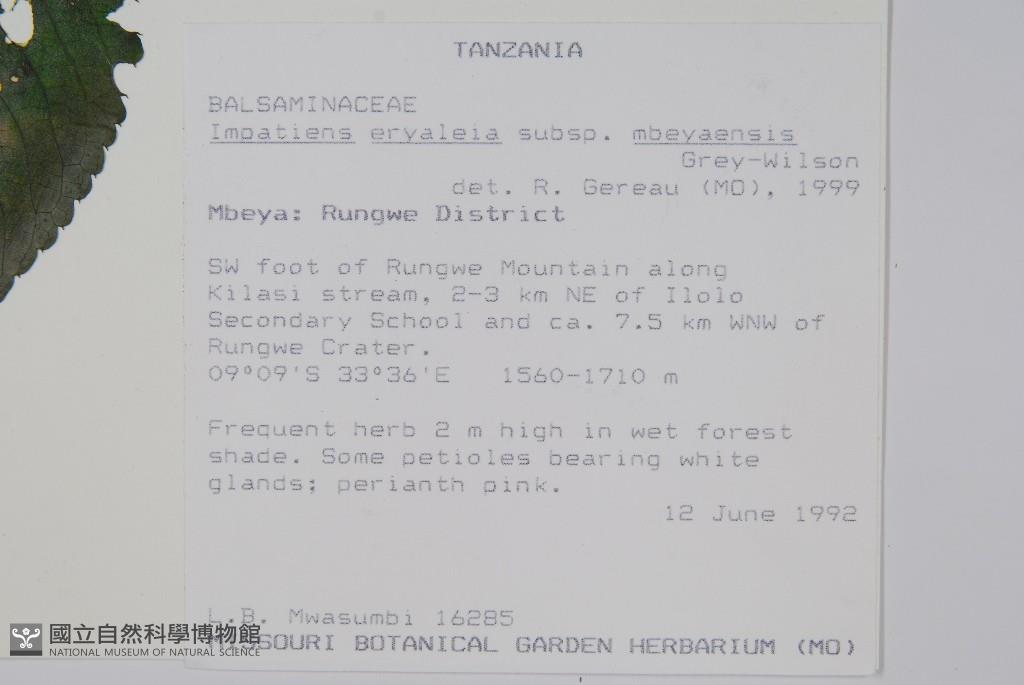 TANZANIA
BALSAMINACEAE
Impatiens eryaleia subsp. mbeyaensis
Grey-Wilson
det. R. Gereau (MO), 1999
Mbeya: Rungwe District
SW foot of Rungwe Mountain along
Kilasi stream, 2-3 km NE of Ilolo
Secondary School and ca. 7.5 km WNW of
Rungwe Crater.
09°09'S 33°36'E 1560-1710 m
Frequent herb 2 m high in wet forest
shade. Some petioles bearing white
glands; perianth pink.
12 June 1992
L.B. Mwasumbi 16285
MISSOURI BOTANICAL GARDEN HERBARIUM (MO)
國立自然科學博物館
NATIONAL MUSEUM OF NATURAL SCIENCE